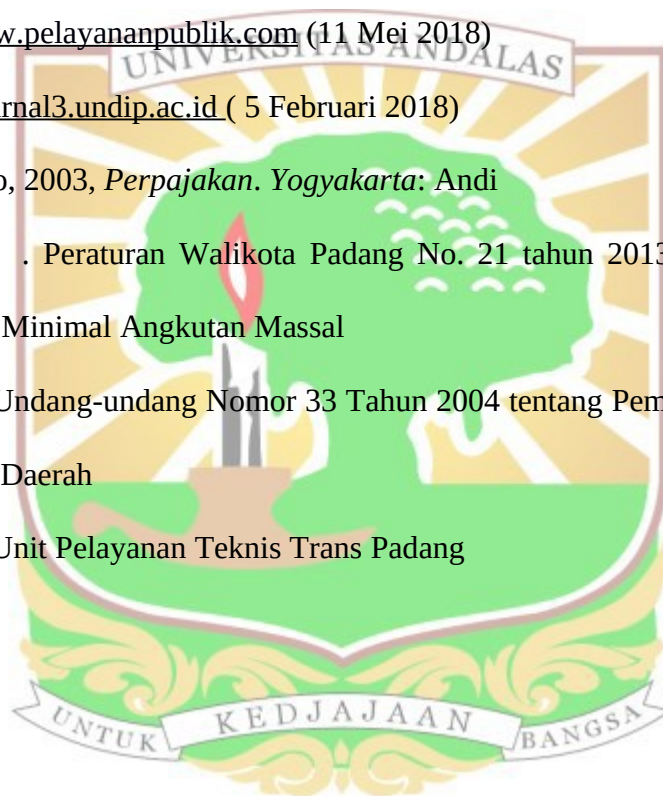 w.pelayananpublik.com (11 Mei 2018)
UNIVERSITAS ANDALAS
rnal3.undip.ac.id ( 5 Februari 2018)
o, 2003, Perpajakan. Yogyakarta: Andi
. Peraturan Walikota Padang No. 21 tahun 2013
Minimal Angkutan Massal
Undang-undang Nomor 33 Tahun 2004 tentang Pem
Daerah
Unit Pelayanan Teknis Trans Padang
UNTUK KEDJAJAAN BANGSA